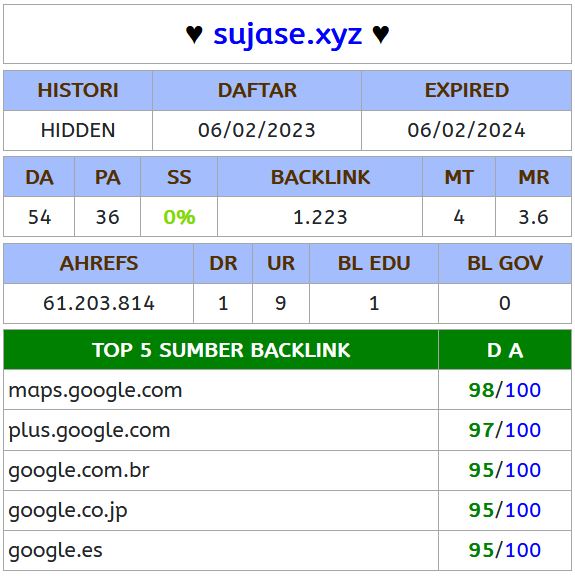 ♥ sujase.xyz ♥
HISTORI DAFTAR EXPIRED
HIDDEN 06/02/2023 06/02/2024
DA PA SS BACKLINK MT MR
54 36 0% 1.223 4 3.6
AHREFS DR UR BL EDU BL GOV
61.203.814 1 9 1 0
TOP 5 SUMBER BACKLINK D A
maps.google.com 98/100
plus.google.com 97/100
google.com.br 95/100
google.co.jp 95/100
google.es 95/100